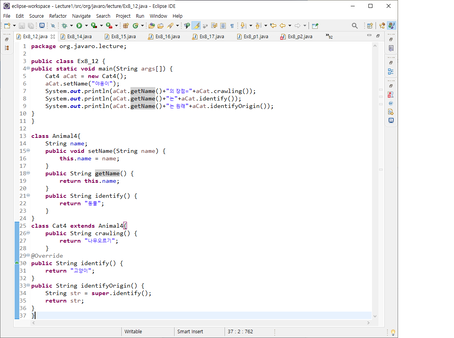 eclipse-workspace - Lecture1/src/org/javaro/lecture/Ex8_12.java - Eclipse IDE
File Edit Source Refactor Navigate Search Project Run Window Help
Ex8_12.java Ex8_14.java Ex8_15.java Ex8_16.java Ex8_17.java Ex8_p1.java Ex8_p2.java
1 package org.javaro.lecture;
2
3 public class Ex8_12 {
4 public static void main(String args[]) {
5 Cat4 aCat = new Cat4();
6 aCat.setName("야옹이");
7 System.out.println(aCat.getName()+"의 장점="+aCat.crawling());
8 System.out.println(aCat.getName()+"는"+aCat.identify());
9 System.out.println(aCat.getName()+"는 원래"+aCat.identifyOrigin());
10 }
11 }
12
13 class Animal4{
14 String name;
15 public void setName(String name) {
16 this.name = name;
17 }
18 public String getName() {
19 return this.name;
20 }
21 public String identify() {
22 return "동물";
23 }
24 }
25 class Cat4 extends Animal4{
26 public String crawling() {
27 return "나무오르기";
28 }
29 @Override
30 public String identify() {
31 return "고양이";
32 }
33 public String identifyOrigin() {
34 String str = super.identify();
35 return str;
36 }
37 }
Writable Smart Insert 37 : 2 : 762